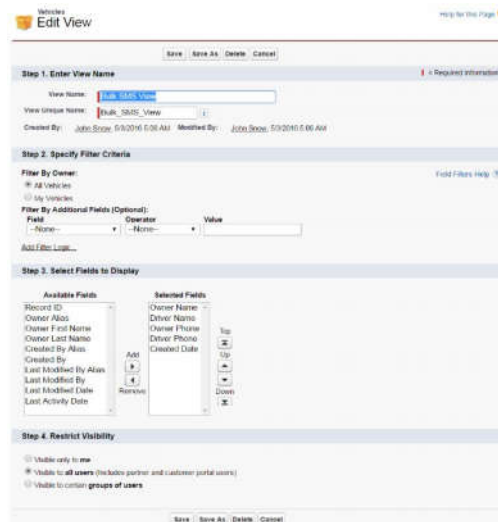 Vehicles
Edit View
Help for this Page
Save Save As Delete Cancel
Step 1. Enter View Name
= Required Information
View Name: Bulk SMS View
View Unique Name: Bulk_SMS_View
Created By: John Snow, 5/3/2016 5:06 AM Modified By: John Snow, 5/3/2016 5:06 AM
Step 2. Specify Filter Criteria
Filter By Owner:
Field Filters Help ?
All Vehicles
My Vehicles
Filter By Additional Fields (Optional):
Field Operator Value
--None-- --None--
Add Filter Logic...
Step 3. Select Fields to Display
Available Fields Selected Fields
Record ID Owner Name
Owner Alias Driver Name
Owner First Name Owner Phone
Owner Last Name Driver Phone
Created By Alias Created Date
Created By
Last Modified By Alias
Last Modified By
Last Modified Date
Last Activity Date
Add
Remove
Top
Up
Down
Step 4. Restrict Visibility
Visible only to me
Visible to all users (Includes partner and customer portal users)
Visible to certain groups of users
Save Save As Delete Cancel